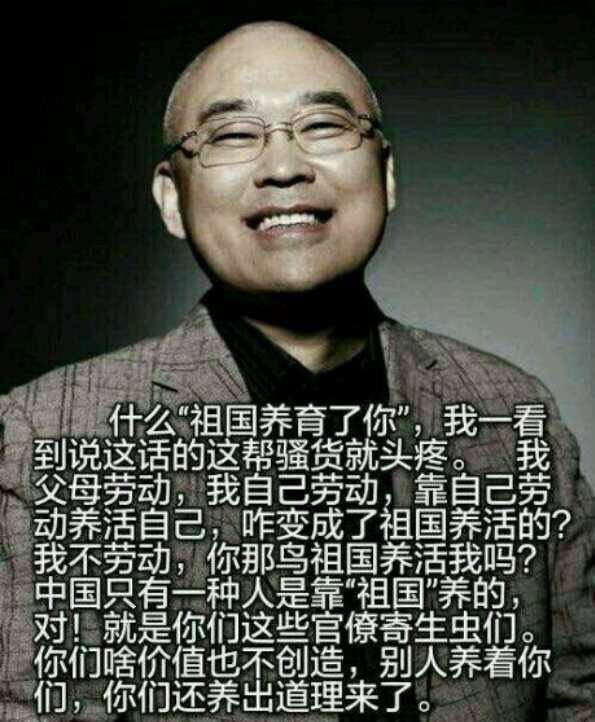 什么“祖国养育了你”，我一看
到说这话的这帮骚货就头疼。 我
父母劳动，我自己劳动，靠自己劳
动养活自己，咋变成了祖国养活的？
我不劳动，你那鸟祖国养活我吗？
中国只有一种人是靠“祖国”养的，
对！就是你们这些官僚寄生虫们。
你们啥价值也不创造，别人养着你
们，你们还养出道理来了。